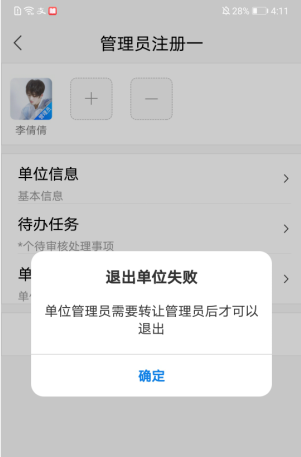 28% 4:11
管理员注册一
李倩倩
单位信息
基本信息
待办任务
*个待审核处理事项
单
单
退出单位失败
单位管理员需要转让管理员后才可以
退出
确定